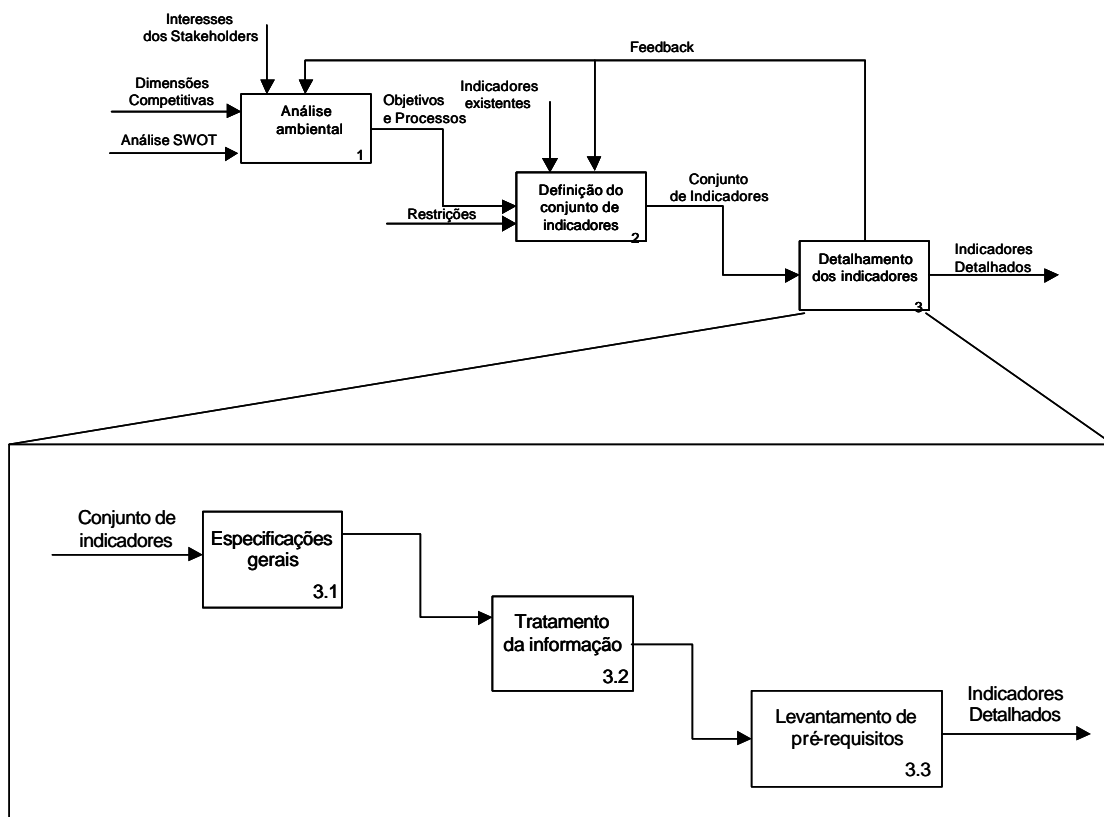 Interesses
dos Stakeholders
Feedback
Dimensões
Competitivas
Análise SWOT
Análise
ambiental
1
Objetivos
e Processos
Indicadores
existentes
Restrições
Definição do
conjunto de
indicadores
2
Conjunto
de Indicadores
Detalhamento
dos indicadores
3
Indicadores
Detalhados
Conjunto de
indicadores
Especificações
gerais
3.1
Tratamento
da informação
3.2
Levantamento de
pré-requisitos
3.3
Indicadores
Detalhados